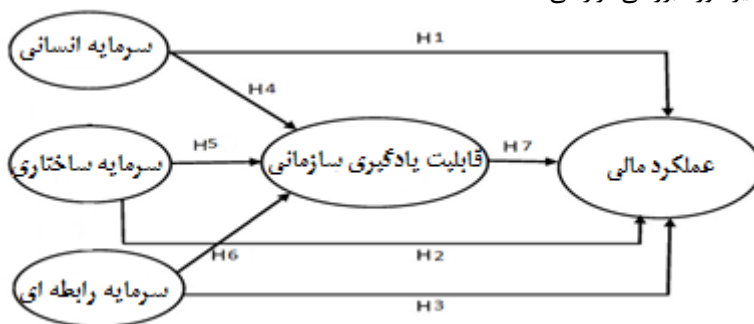 سرمایه انسانی
H1
H4
سرمایه ساختاری
H5
قابلیت یادگیری سازمانی
H7
عملکرد مالی
H6
H2
سرمایه رابطه ای
H3